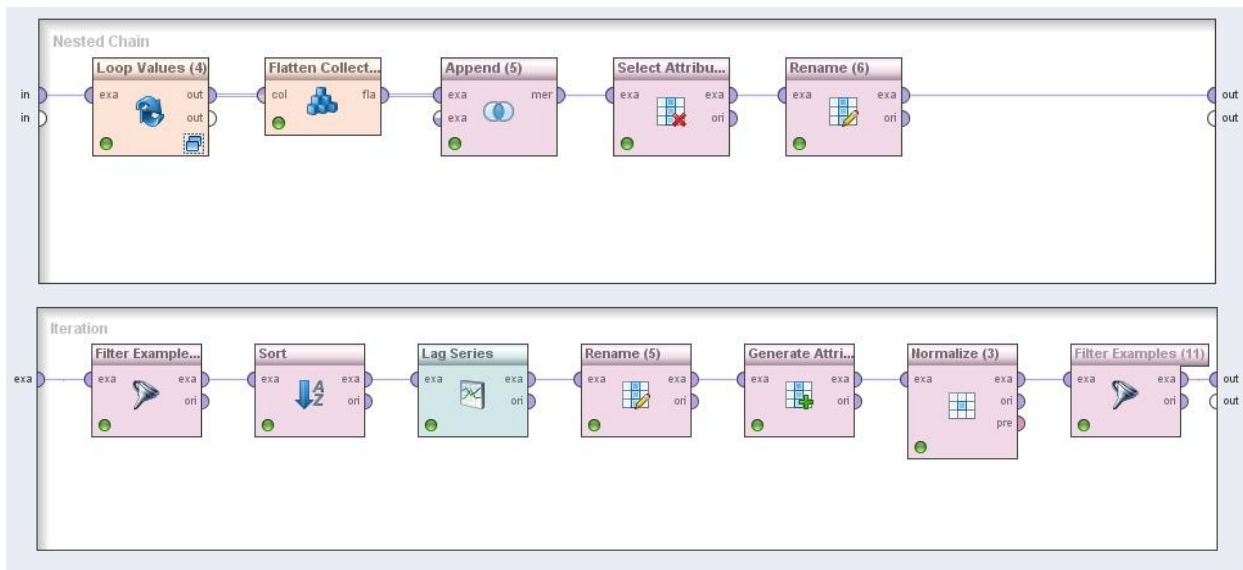 Nested Chain
Loop Values (4) Flatten Collect... Append (5) Select Attribu... Rename (6)
in exa out col fla exa mer exa exa exa exa out
in out exa ori ori out
Iteration
Filter Example... Sort Lag Series Rename (5) Generate Attri... Normalize (3) Filter Examples (11)
exa exa exa exa exa exa exa exa exa exa exa exa exa exa exa out
ori A Z ori ori ori ori ori ori out
pre